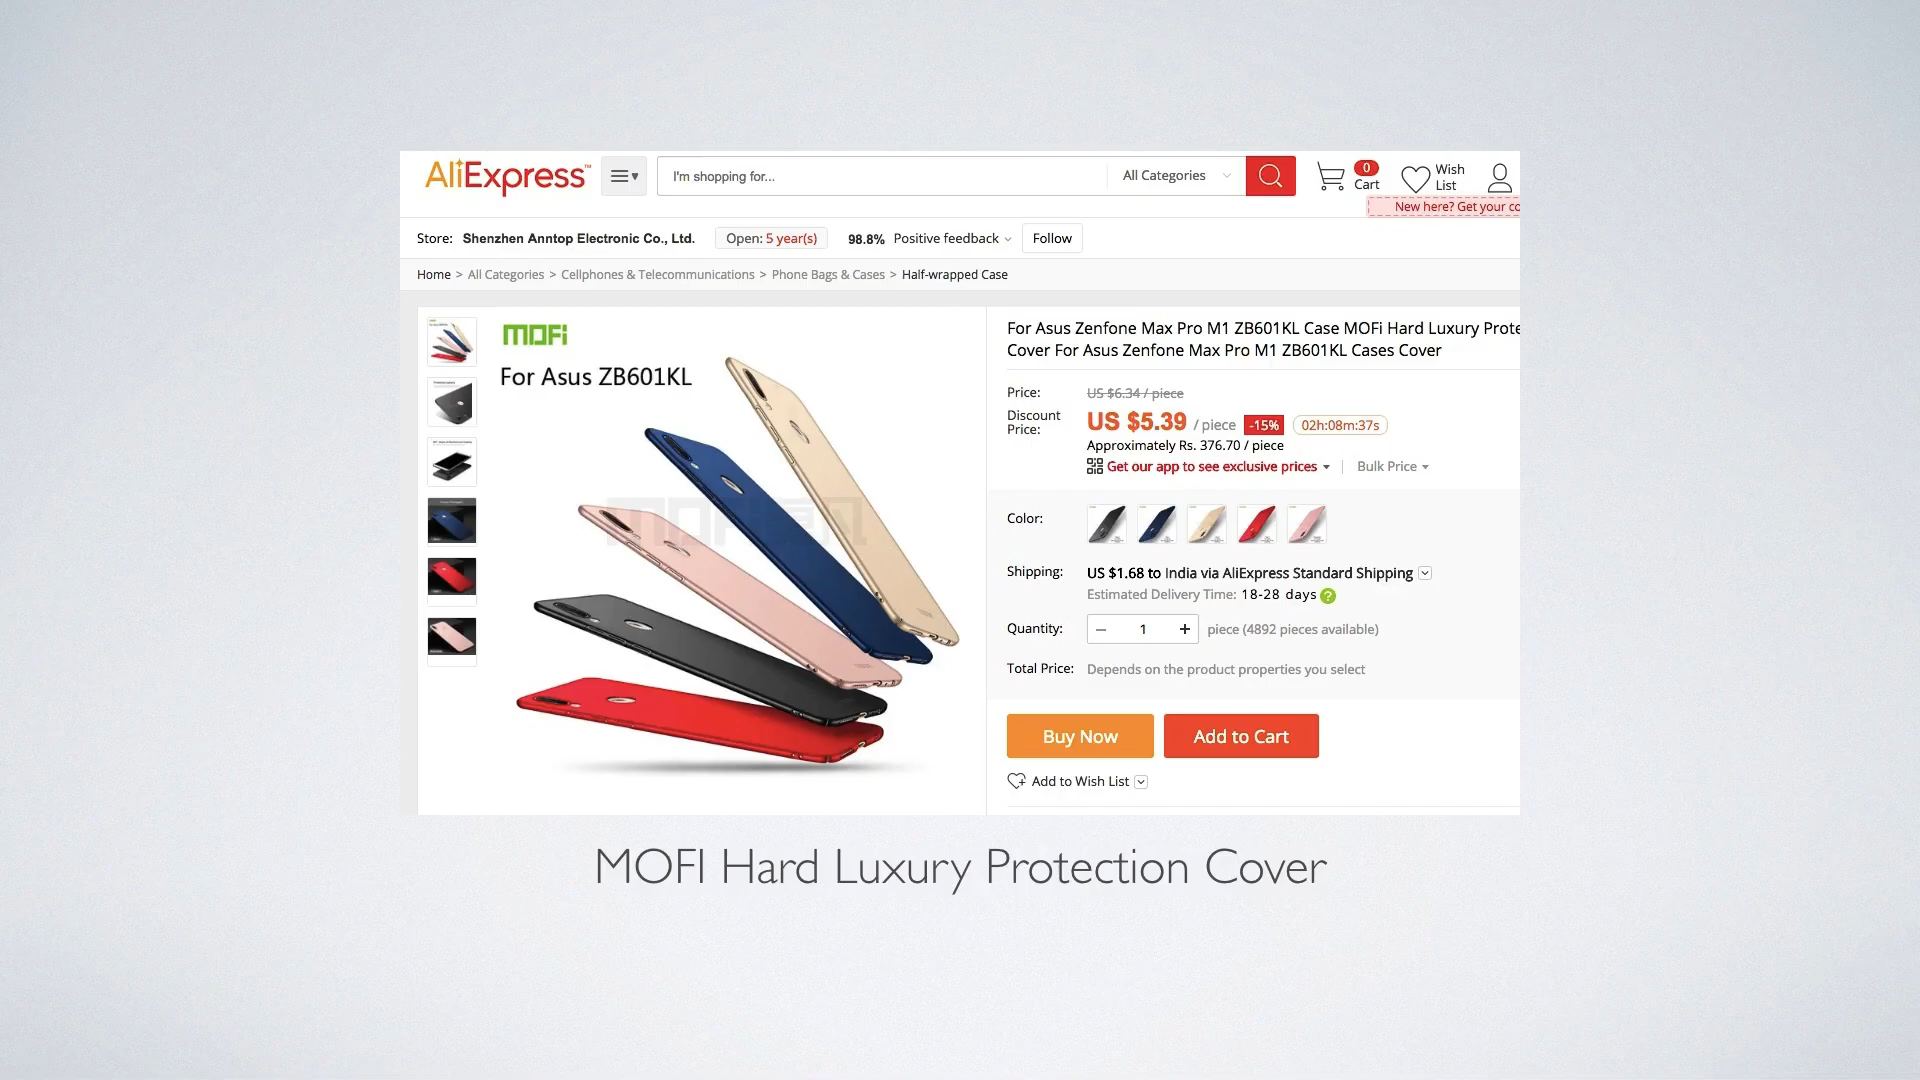 AliExpress™
I'm shopping for...
All Categories
0
Cart
Wish
List
New here? Get your co
Store: Shenzhen Anntop Electronic Co., Ltd. Open: 5 year(s) 98.8% Positive feedback Follow
Home > All Categories > Cellphones & Telecommunications > Phone Bags & Cases > Half-wrapped Case
MOFi
For Asus ZB601KL
MOFi
For Asus Zenfone Max Pro M1 ZB601KL Case MOFi Hard Luxury Prote
Cover For Asus Zenfone Max Pro M1 ZB601KL Cases Cover
Price: US $6.34 / piece
Discount
Price:
US $5.39 / piece -15% 02h:08m:37s
Approximately Rs. 376.70 / piece
Get our app to see exclusive prices Bulk Price
Color:
Shipping: US $1.68 to India via AliExpress Standard Shipping
Estimated Delivery Time: 18-28 days ?
Quantity: − 1 + piece (4892 pieces available)
Total Price: Depends on the product properties you select
Buy Now Add to Cart
Add to Wish List
MOFI Hard Luxury Protection Cover